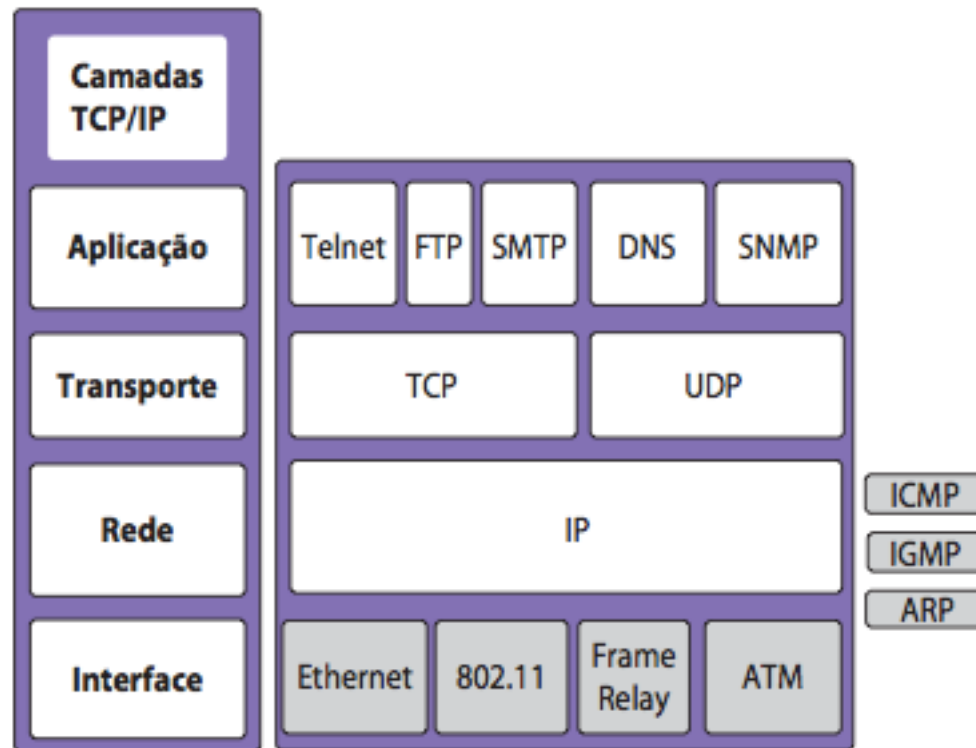 Camadas
TCP/IP
Aplicação
Telnet
FTP
SMTP
DNS
SNMP
Transporte
TCP
UDP
Rede
IP
ICMP
IGMP
ARP
Interface
Ethernet
802.11
Frame
Relay
ATM